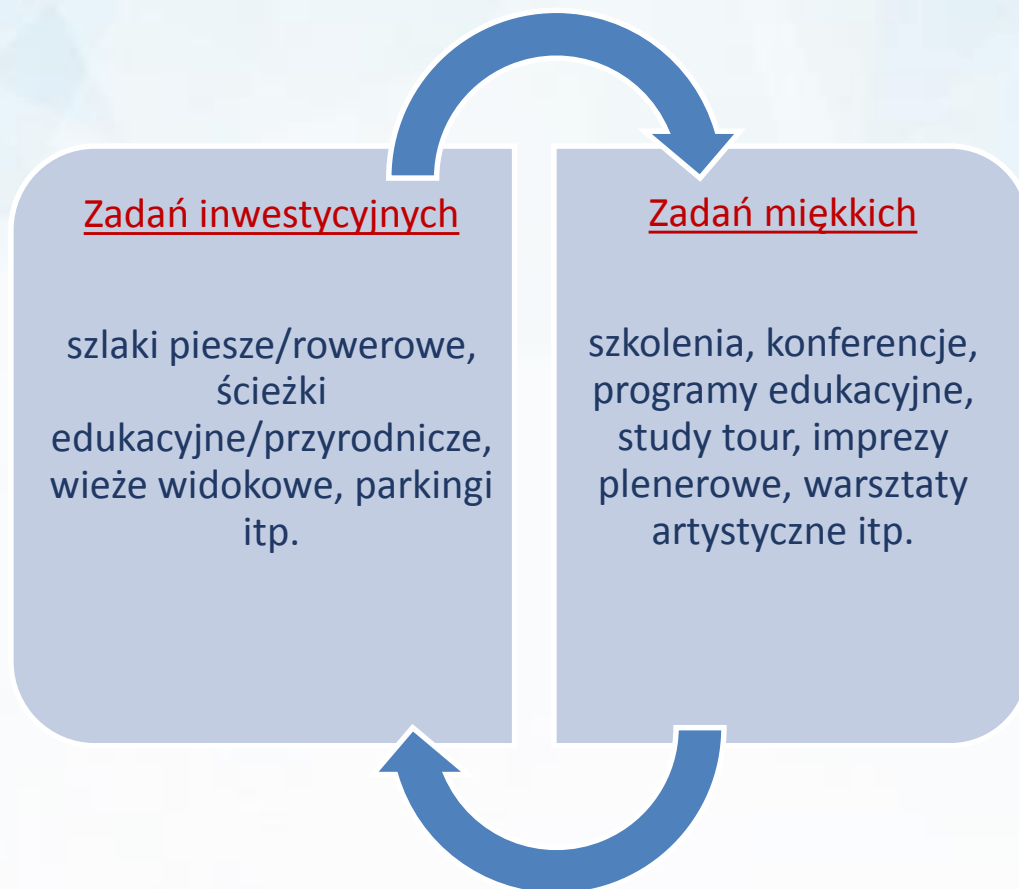 Zadań inwestycyjnych
szlaki piesze/rowerowe,
ścieżki
edukacyjne/przyrodnicze,
wieże widokowe, parkingi
itp.
Zadań miękkich
szkolenia, konferencje,
programy edukacyjne,
study tour, imprezy
plenerowe, warsztaty
artystyczne itp.